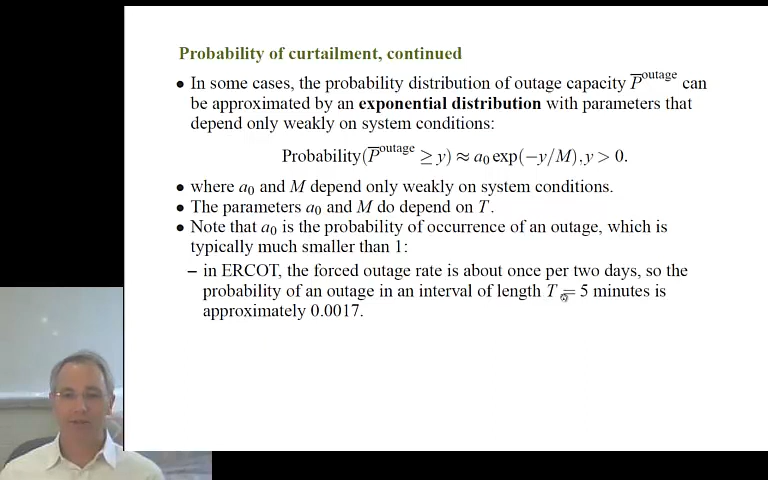 Probability of curtailment, continued
• In some cases, the probability distribution of outage capacity P̅ᵒᵘᵗᵃᵍᵉ can
be approximated by an exponential distribution with parameters that
depend only weakly on system conditions:
Probability(P̅ᵒᵘᵗᵃᵍᵉ ≥ y) ≈ a₀ exp(−y/M), y > 0.
• where a₀ and M depend only weakly on system conditions.
• The parameters a₀ and M do depend on T.
• Note that a₀ is the probability of occurrence of an outage, which is
typically much smaller than 1:
– in ERCOT, the forced outage rate is about once per two days, so the
probability of an outage in an interval of length T = 5 minutes is
approximately 0.0017.